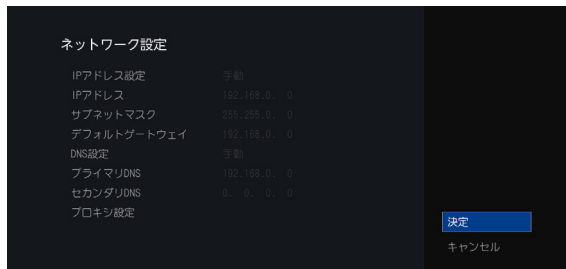 ネットワーク設定
IPアドレス設定 手動
IPアドレス 192.168.0. 0
サブネットマスク 255.255.0. 0
デフォルトゲートウェイ 192.168.0. 0
DNS設定 手動
プライマリDNS 192.168.0. 0
セカンダリDNS 0. 0. 0. 0
プロキシ設定
決定
キャンセル